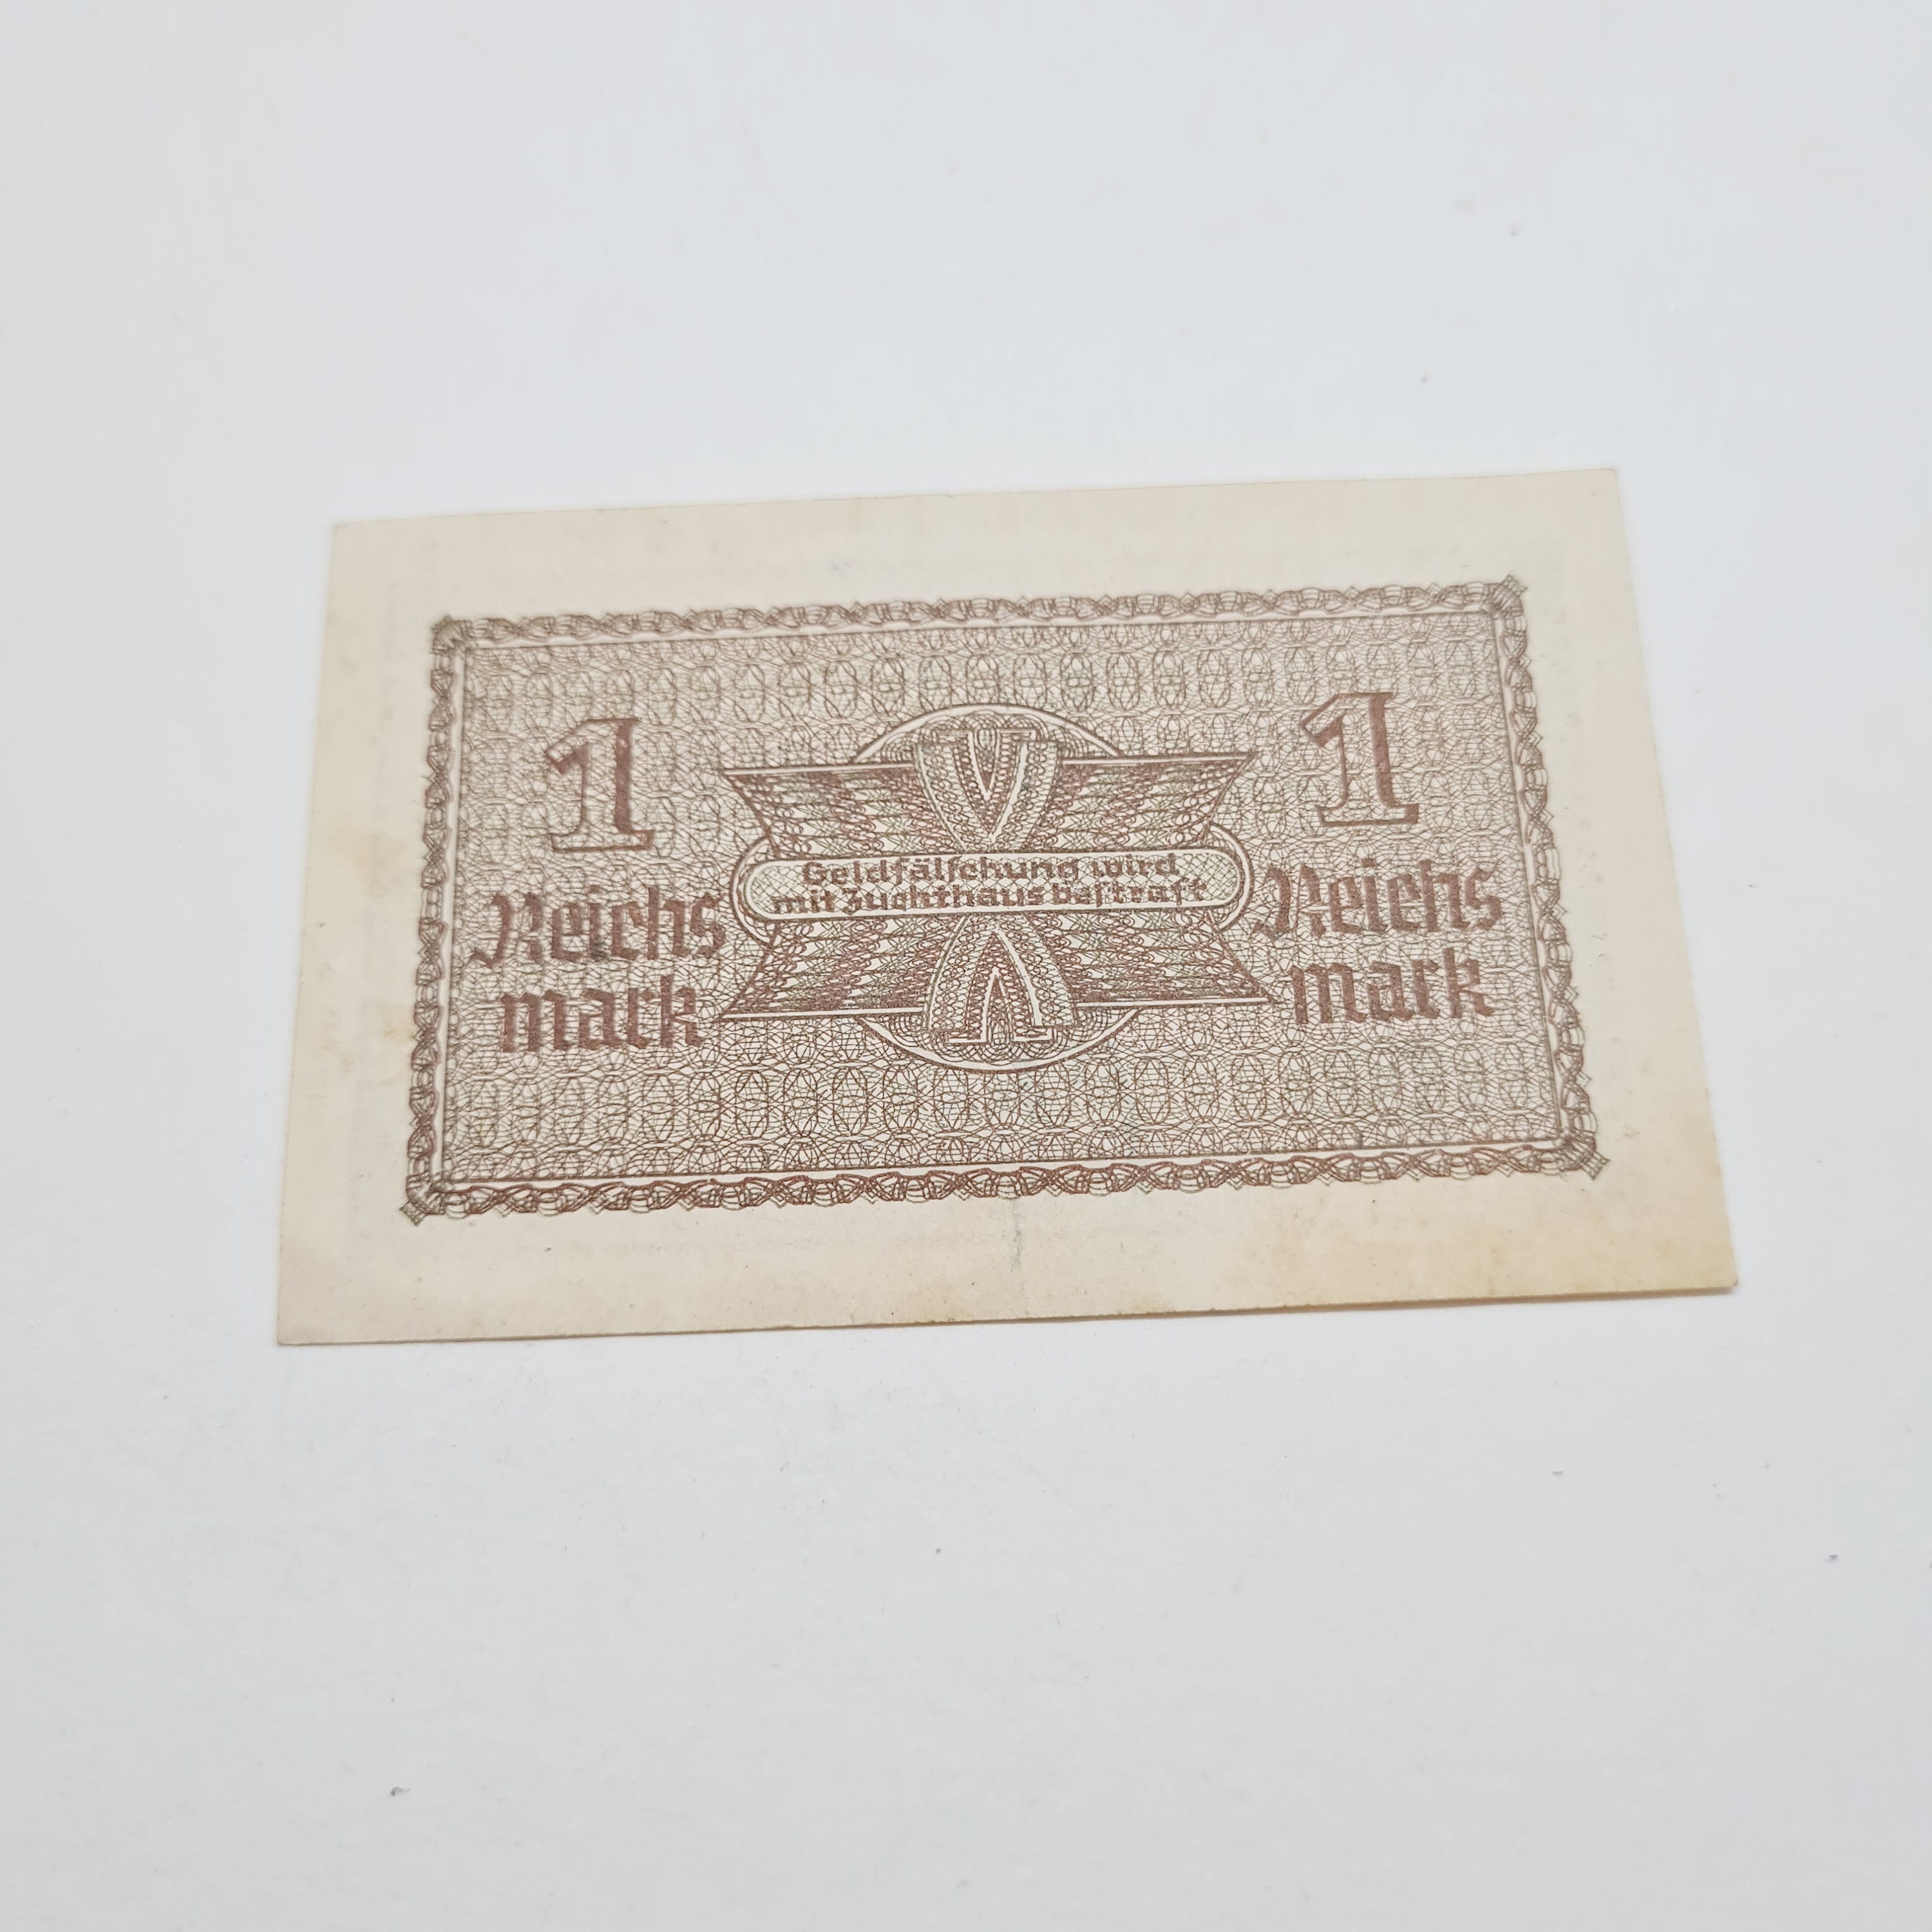 1
Reichs
mark
Geldfälschung wird
mit Zuchthaus bestraft
1
Reichs
mark